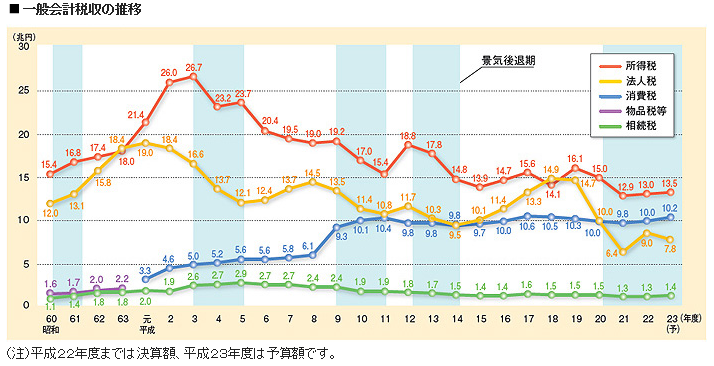 ■ 一般会計税収の推移
(兆円)
30
25
20
15
10
5
0
景気後退期
所得税
法人税
消費税
物品税等
相続税
15.4 16.8 17.4 18.0 21.4 26.0 26.7 23.2 23.7 20.4 19.5 19.0 19.2 17.0 15.4 18.8 17.8 14.8 13.9 14.7 15.6 14.1 16.1 15.0 12.9 13.0 13.5
12.0 13.1 15.8 18.4 19.0 18.4 16.6 13.7 12.1 12.4 13.7 14.5 13.5 11.4 10.8 11.7 10.3 9.5 10.1 11.4 13.3 14.9 14.7 10.0 6.4 9.0 7.8
3.3 4.6 5.0 5.2 5.6 5.6 5.8 6.1 9.3 10.1 10.4 9.8 9.8 9.8 9.7 10.0 10.6 10.5 10.3 10.0 9.8 10.0 10.2
1.6 1.7 2.0 2.2
1.1 1.4 1.8 1.8 2.0 1.9 2.6 2.7 2.9 2.7 2.7 2.4 2.4 1.9 1.9 1.8 1.7 1.5 1.4 1.4 1.6 1.5 1.5 1.5 1.3 1.3 1.4
60 61 62 63 元 2 3 4 5 6 7 8 9 10 11 12 13 14 15 16 17 18 19 20 21 22 23 (年度)
昭和 平成 (予)
(注)平成22年度までは決算額、平成23年度は予算額です。